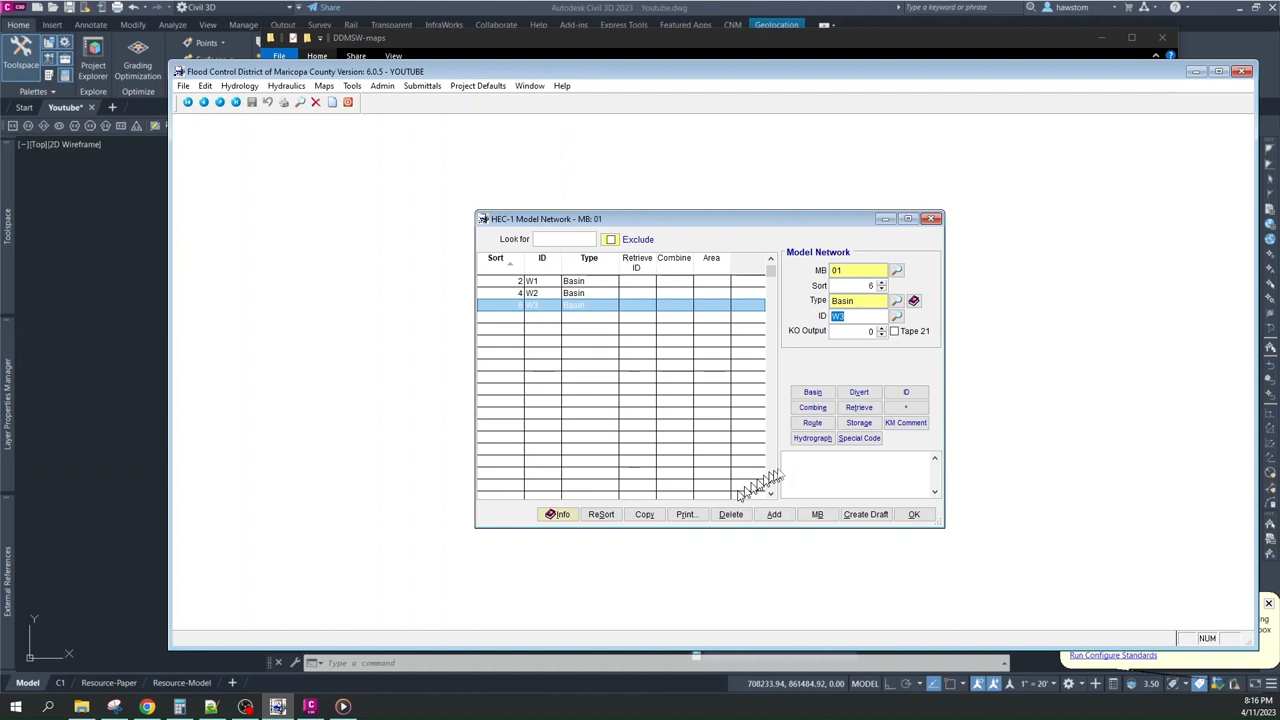 Civil 3D
Share
Autodesk Civil 3D 2023 Youtube.dwg
Type a keyword or phrase
hawstom
Home Insert Annotate Modify Analyze View Manage Output Survey Rail Transparent InfraWorks Collaborate Help Add-ins Express Tools Featured Apps CNM Geolocation
Toolspace
Project Explorer
Grading Optimization
Points
Palettes
Explore
Optimize
DDMSW-maps
File Home Share View
Start Youtube*
Flood Control District of Maricopa County Version: 6.0.5 - YOUTUBE
File Edit Hydrology Hydraulics Maps Tools Admin Submittals Project Defaults Window Help
[−][Top][2D Wireframe]
Toolspace
Layer Properties Manager
External References
HEC-1 Model Network - MB: 01
Look for
Exclude
Sort ID Type Retrieve ID Combine Area
2 W1 Basin
4 W2 Basin
6 W3 Basin
Model Network
MB 01
Sort 6
Type Basin
ID W3
KO Output 0 Tape 21
Basin Divert ID
Combine Retrieve *
Route Storage KM Comment
Hydrograph Special Code
Info ReSort Copy Print... Delete Add MB Create Draft OK
NUM
Run Configure Standards
Y
X
Type a command
Model C1 Resource-Paper Resource-Model
708233.94, 861484.92, 0.00 MODEL
1" = 20'
3.50
8:16 PM
4/11/2023